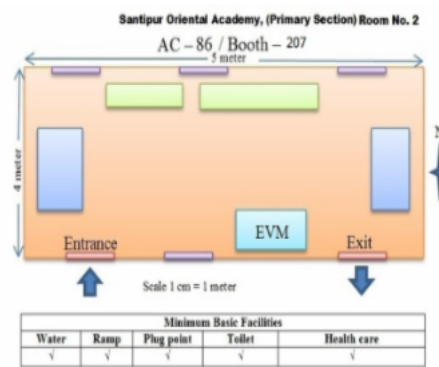 Santipur Oriental Academy, (Primary Section) Room No. 2
AC – 86 / Booth – 207
5 meter
4 meter
N
EVM
Entrance
Exit
Scale 1 cm = 1 meter
Minimum Basic Facilities
Water Ramp Plug point Toilet Health care
√ √ √ √ √